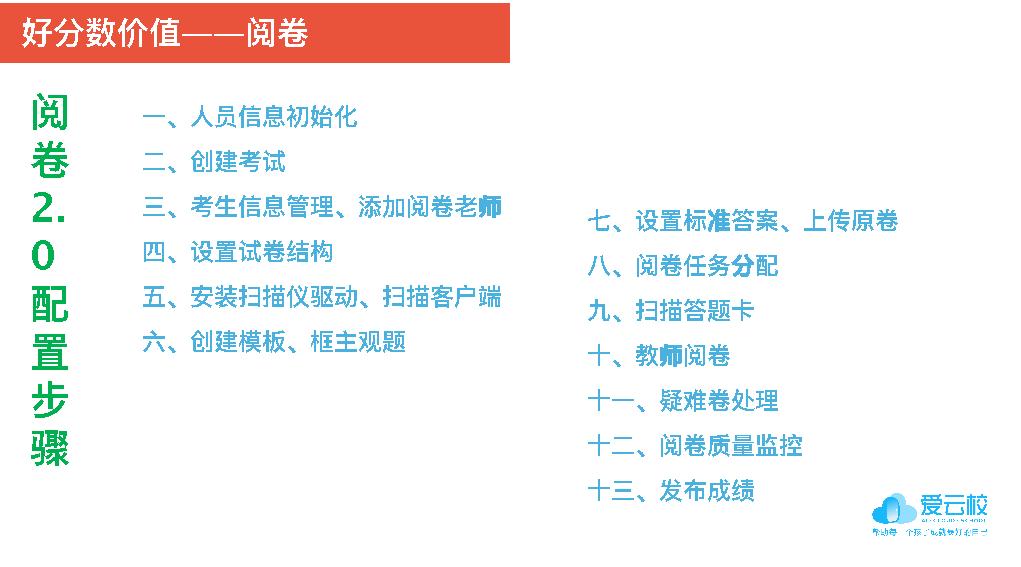 好分数价值——阅卷
阅卷2.0配置步骤
一、人员信息初始化
二、创建考试
三、考生信息管理、添加阅卷老师
四、设置试卷结构
五、安装扫描仪驱动、扫描客户端
六、创建模板、框主观题
七、设置标准答案、上传原卷
八、阅卷任务分配
九、扫描答题卡
十、教师阅卷
十一、疑难卷处理
十二、阅卷质量监控
十三、发布成绩
爱云校